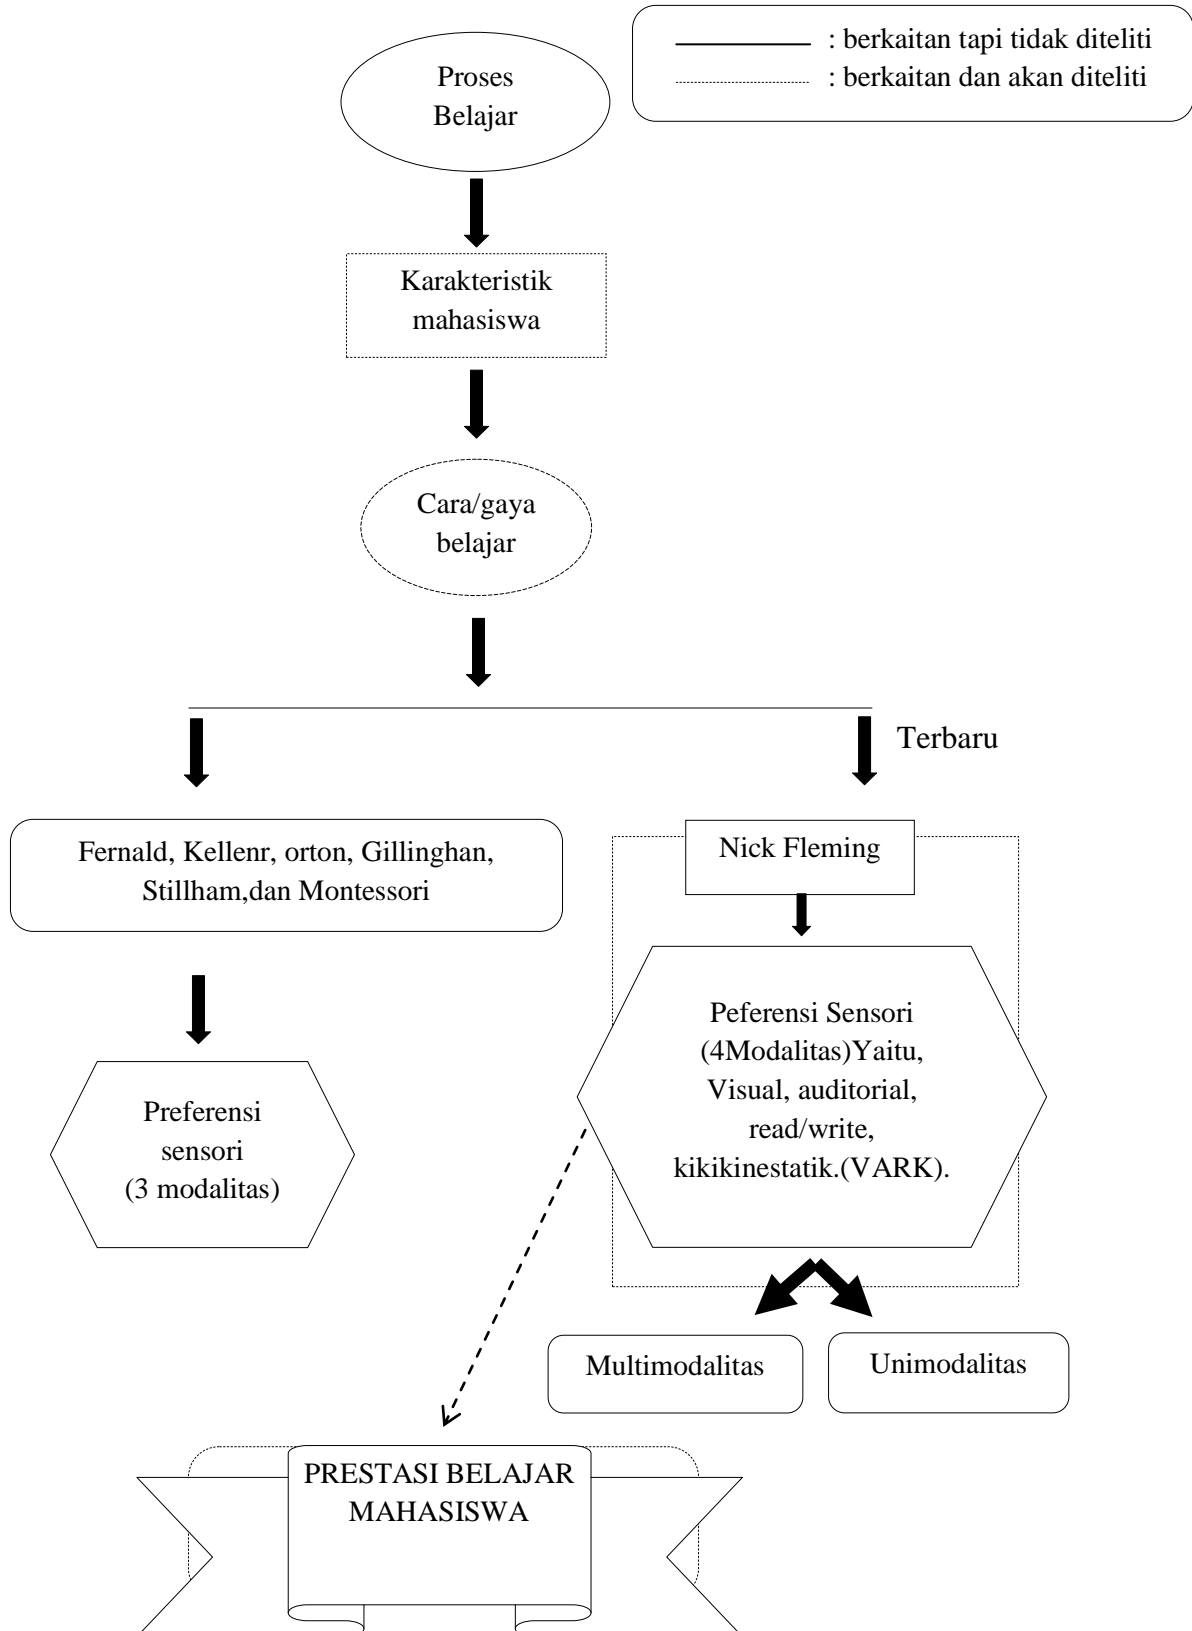 : berkaitan tapi tidak diteliti
: berkaitan dan akan diteliti
Proses
Belajar
Karakteristik
mahasiswa
Cara/gaya
belajar
Terbaru
Fernald, Kellenr, orton, Gillinghan,
Stillham,dan Montessori
Nick Fleming
Preferensi
sensori
(3 modalitas)
Peferensi Sensori
(4Modalitas)Yaitu,
Visual, auditorial,
read/write,
kikikinestatik.(VARK).
Multimodalitas
Unimodalitas
PRESTASI BELAJAR
MAHASISWA